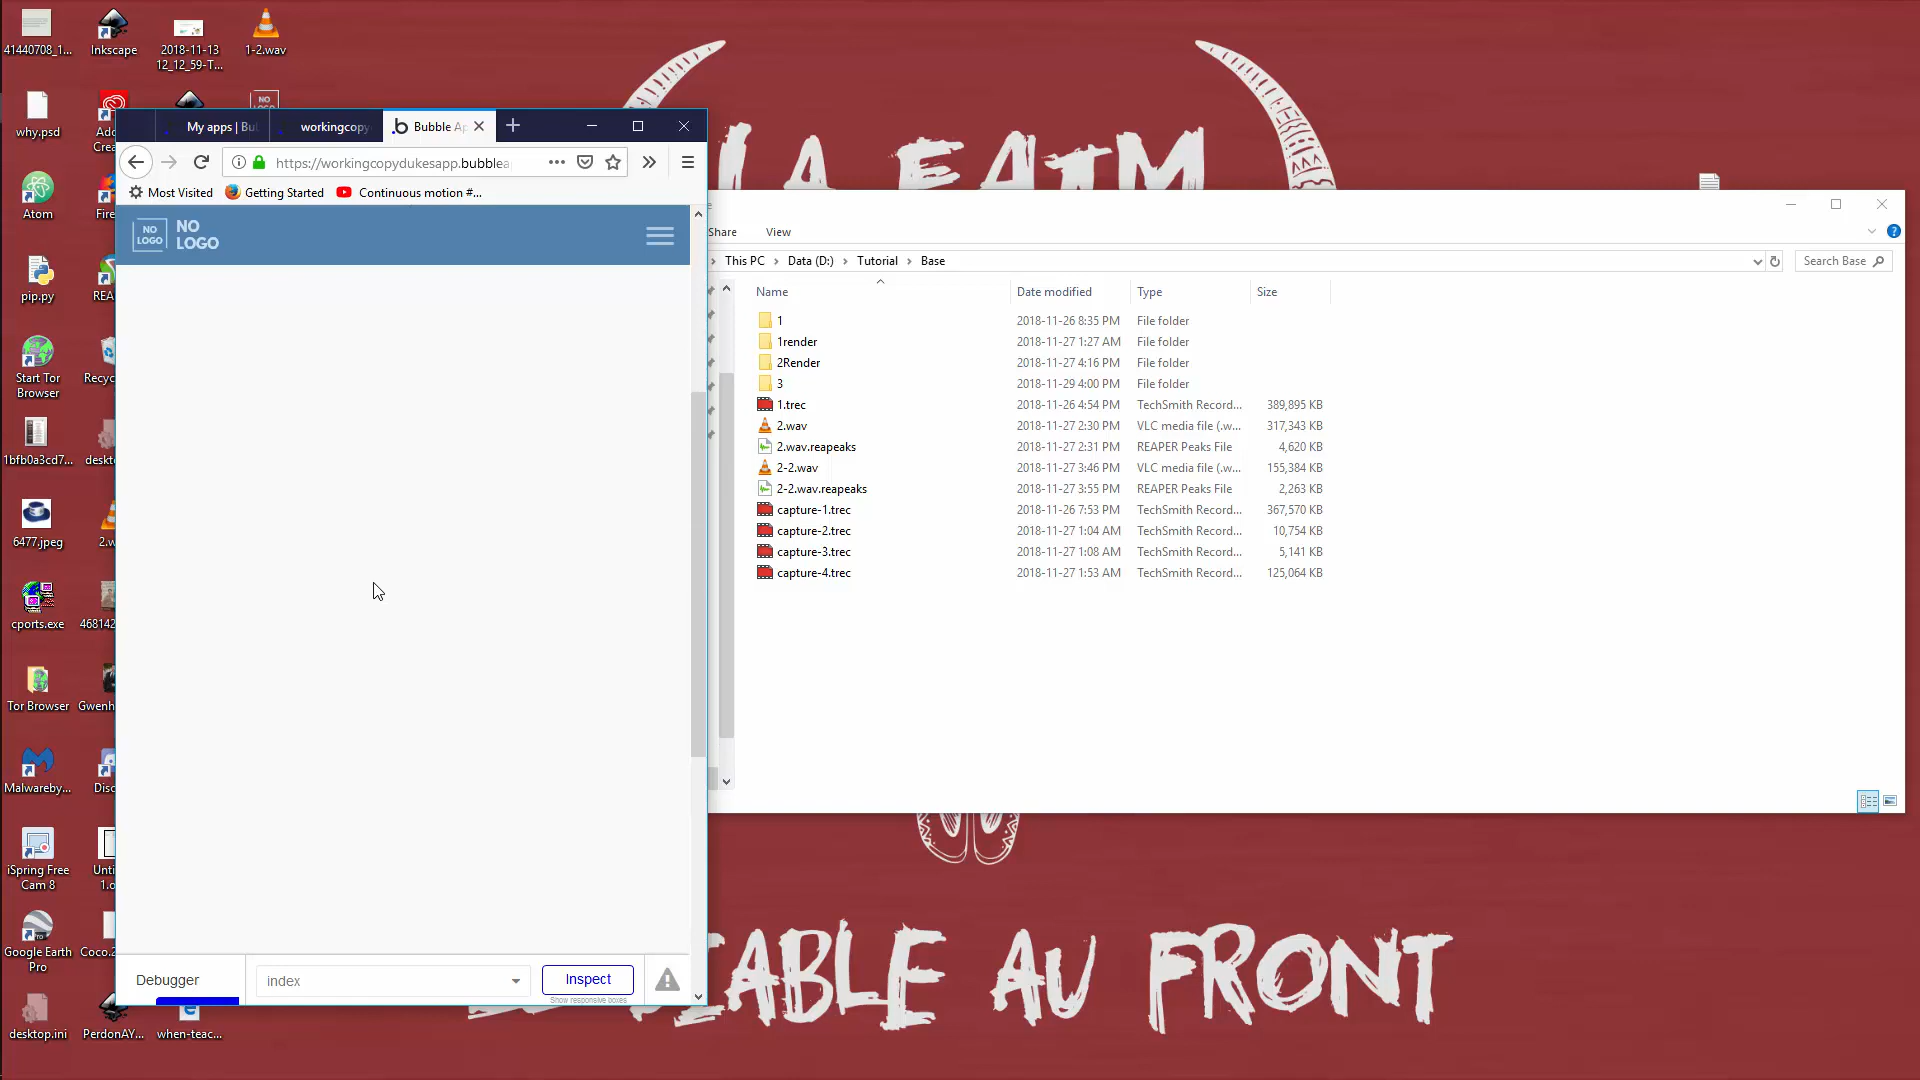 41440708_1...
Inkscape
2018-11-13
12_12_59-T...
1-2.wav
why.psd
Atom
pip.py
Start Tor
Browser
1bfb0a3cd7...
6477.jpeg
cports.exe
Tor Browser
Malwareby...
iSpring Free
Cam 8
Google Earth
Pro
desktop.ini
PerdonAY...
when-teac...
NO
My apps | Bu
workingcopy
Bubble Ap
https://workingcopydukesapp.bubblea
Most Visited
Getting Started
Continuous motion #...
NO
LOGO
NO
LOGO
Debugger
index
Inspect
Show responsive boxes
Share
View
This PC
Data (D:)
Tutorial
Base
Search Base
Name
Date modified
Type
Size
1 2018-11-26 8:35 PM File folder
1render 2018-11-27 1:27 AM File folder
2Render 2018-11-27 4:16 PM File folder
3 2018-11-29 4:00 PM File folder
1.trec 2018-11-26 4:54 PM TechSmith Record... 389,895 KB
2.wav 2018-11-27 2:30 PM VLC media file (.w... 317,343 KB
2.wav.reapeaks 2018-11-27 2:31 PM REAPER Peaks File 4,620 KB
2-2.wav 2018-11-27 3:46 PM VLC media file (.w... 155,384 KB
2-2.wav.reapeaks 2018-11-27 3:55 PM REAPER Peaks File 2,263 KB
capture-1.trec 2018-11-26 7:53 PM TechSmith Record... 367,570 KB
capture-2.trec 2018-11-27 1:04 AM TechSmith Record... 10,754 KB
capture-3.trec 2018-11-27 1:08 AM TechSmith Record... 5,141 KB
capture-4.trec 2018-11-27 1:53 AM TechSmith Record... 125,064 KB
AU FRONT